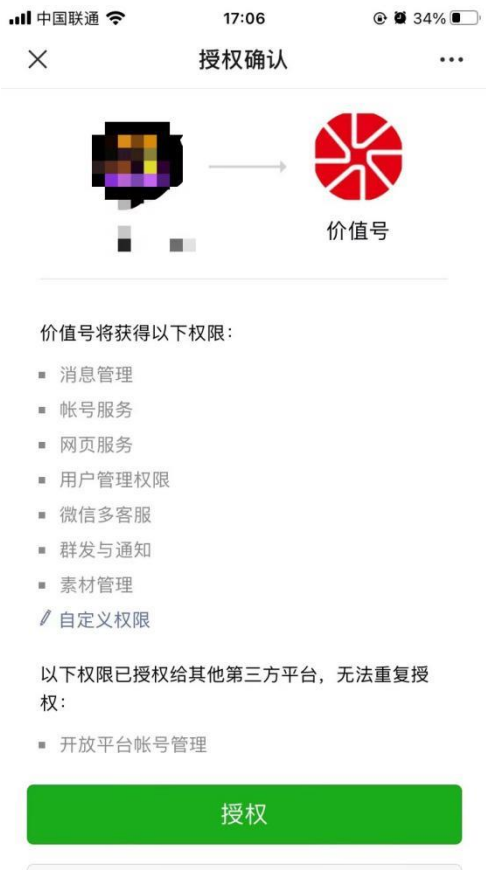 中国联通 17:06 34%
授权确认
价值号
价值号将获得以下权限：
消息管理
帐号服务
网页服务
用户管理权限
微信多客服
群发与通知
素材管理
自定义权限
以下权限已授权给其他第三方平台，无法重复授
权：
开放平台帐号管理
授权